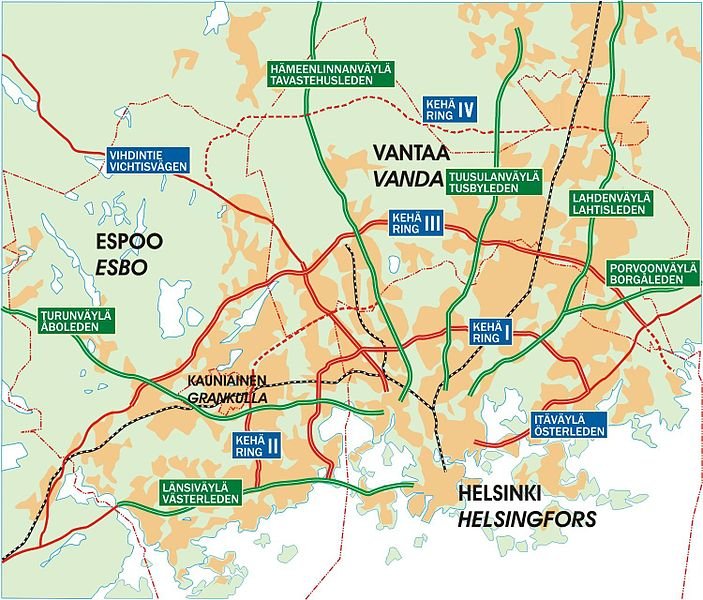 HÄMEENLINNANVÄYLÄ
TAVASTEHUSLEDEN
KEHÄ
RING IV
VIHDINTIE
VICHTISVÄGEN
VANTAA
VANDA
TUUSULANVÄYLÄ
TUSBYLEDEN
LAHDENVÄYLÄ
LAHTISLEDEN
KEHÄ
RING III
ESPOO
ESBO
PORVOONVÄYLÄ
BORGÅLEDEN
TURUNVÄYLÄ
ÅBOLEDEN
KEHÄ
RING I
KAUNIAINEN
GRANKULLA
ITÄVÄYLÄ
ÖSTERLEDEN
KEHÄ
RING II
LÄNSIVÄYLÄ
VÄSTERLEDEN
HELSINKI
HELSINGFORS